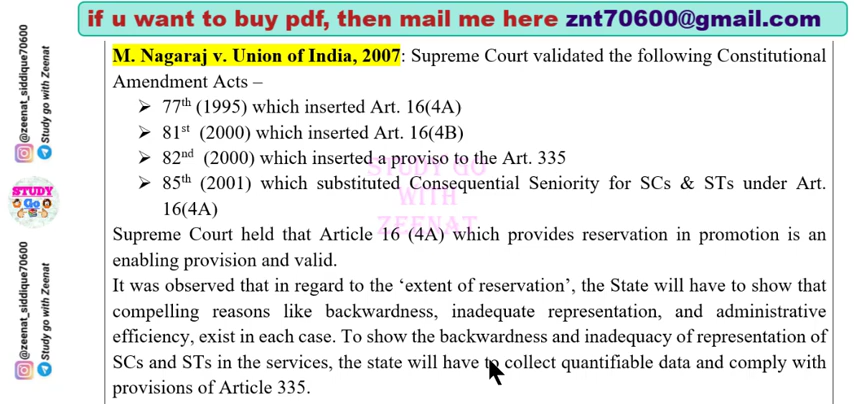 if u want to buy pdf, then mail me here znt70600@gmail.com
M. Nagaraj v. Union of India, 2007: Supreme Court validated the following Constitutional
Amendment Acts –
➢ 77th (1995) which inserted Art. 16(4A)
➢ 81st (2000) which inserted Art. 16(4B)
➢ 82nd (2000) which inserted a proviso to the Art. 335
➢ 85th (2001) which substituted Consequential Seniority for SCs & STs under Art.
16(4A)
Supreme Court held that Article 16 (4A) which provides reservation in promotion is an
enabling provision and valid.
It was observed that in regard to the ‘extent of reservation’, the State will have to show that
compelling reasons like backwardness, inadequate representation, and administrative
efficiency, exist in each case. To show the backwardness and inadequacy of representation of
SCs and STs in the services, the state will have to collect quantifiable data and comply with
provisions of Article 335.
STUDY GO
WITH
ZEENAT
@zeenat_siddique70600
Study go with Zeenat
STUDY
Go
@zeenat_siddique70600
Study go with Zeenat